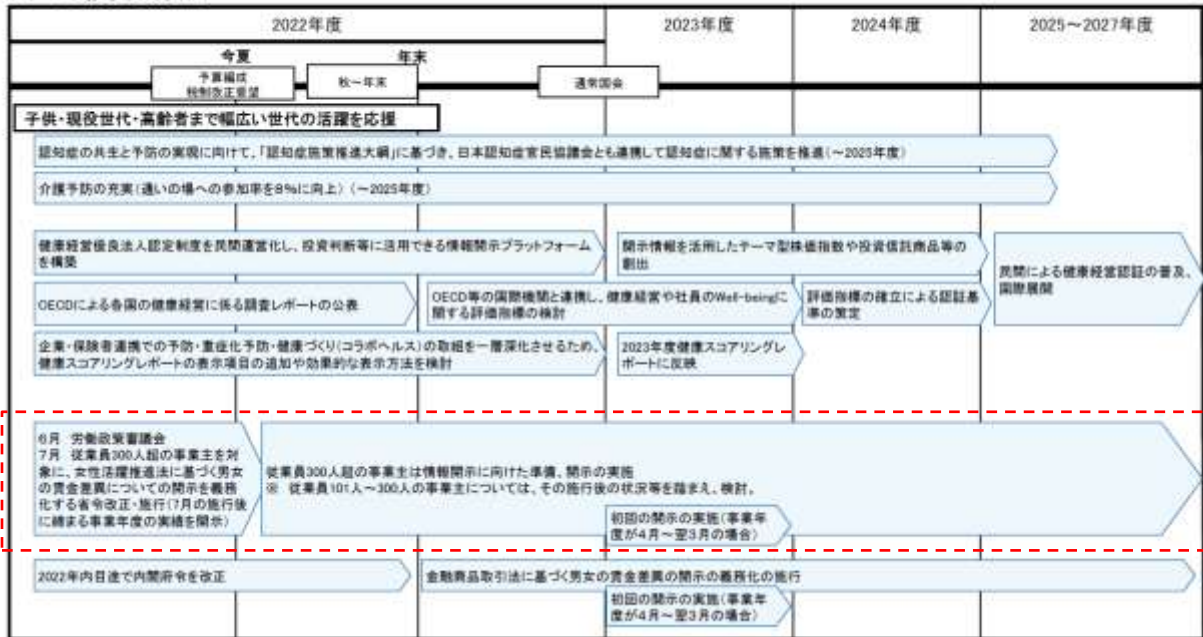 2022年度
2023年度
2024年度
2025～2027年度
今夏
年末
予算編成
税制改正要望
秋～年末
通常国会
子供・現役世代・高齢者まで幅広い世代の活躍を応援
認知症の共生と予防の実現に向けて、「認知症施策推進大綱」に基づき、日本認知症官民協議会とも連携して認知症に関する施策を推進(～2025年度)
介護予防の充実(通いの場への参加率を8%に向上)(～2025年度)
健康経営優良法人認定制度を民間運営化し、投資判断等に活用できる情報開示プラットフォーム
を構築
開示情報を活用したテーマ型株価指数や投資信託商品等の
創出
民間による健康経営認証の普及、
国際展開
OECDによる各国の健康経営に係る調査レポートの公表
OECD等の国際機関と連携し、健康経営や社員のWell-beingに
関する評価指標の検討
評価指標の確立による認証基
準の策定
企業・保険者連携での予防・重症化予防・健康づくり(コラボヘルス)の取組を一層深化させるため、
健康スコアリングレポートの表示項目の追加や効果的な表示方法を検討
2023年度健康スコアリングレ
ポートに反映
6月 労働政策審議会
7月 従業員300人超の事業主を対
象に、女性活躍推進法に基づく男女
の賃金差異についての開示を義務
化する省令改正・施行(7月の施行後
に締まる事業年度の実績を開示)
従業員300人超の事業主は情報開示に向けた準備、開示の実施
※ 従業員101人～300人の事業主については、その施行後の状況等を踏まえ、検討。
初回の開示の実施(事業年
度が4月～翌3月の場合)
2022年内目途で内閣府令を改正
金融商品取引法に基づく男女の賃金差異の開示の義務化の施行
初回の開示の実施(事業年
度が4月～翌3月の場合)